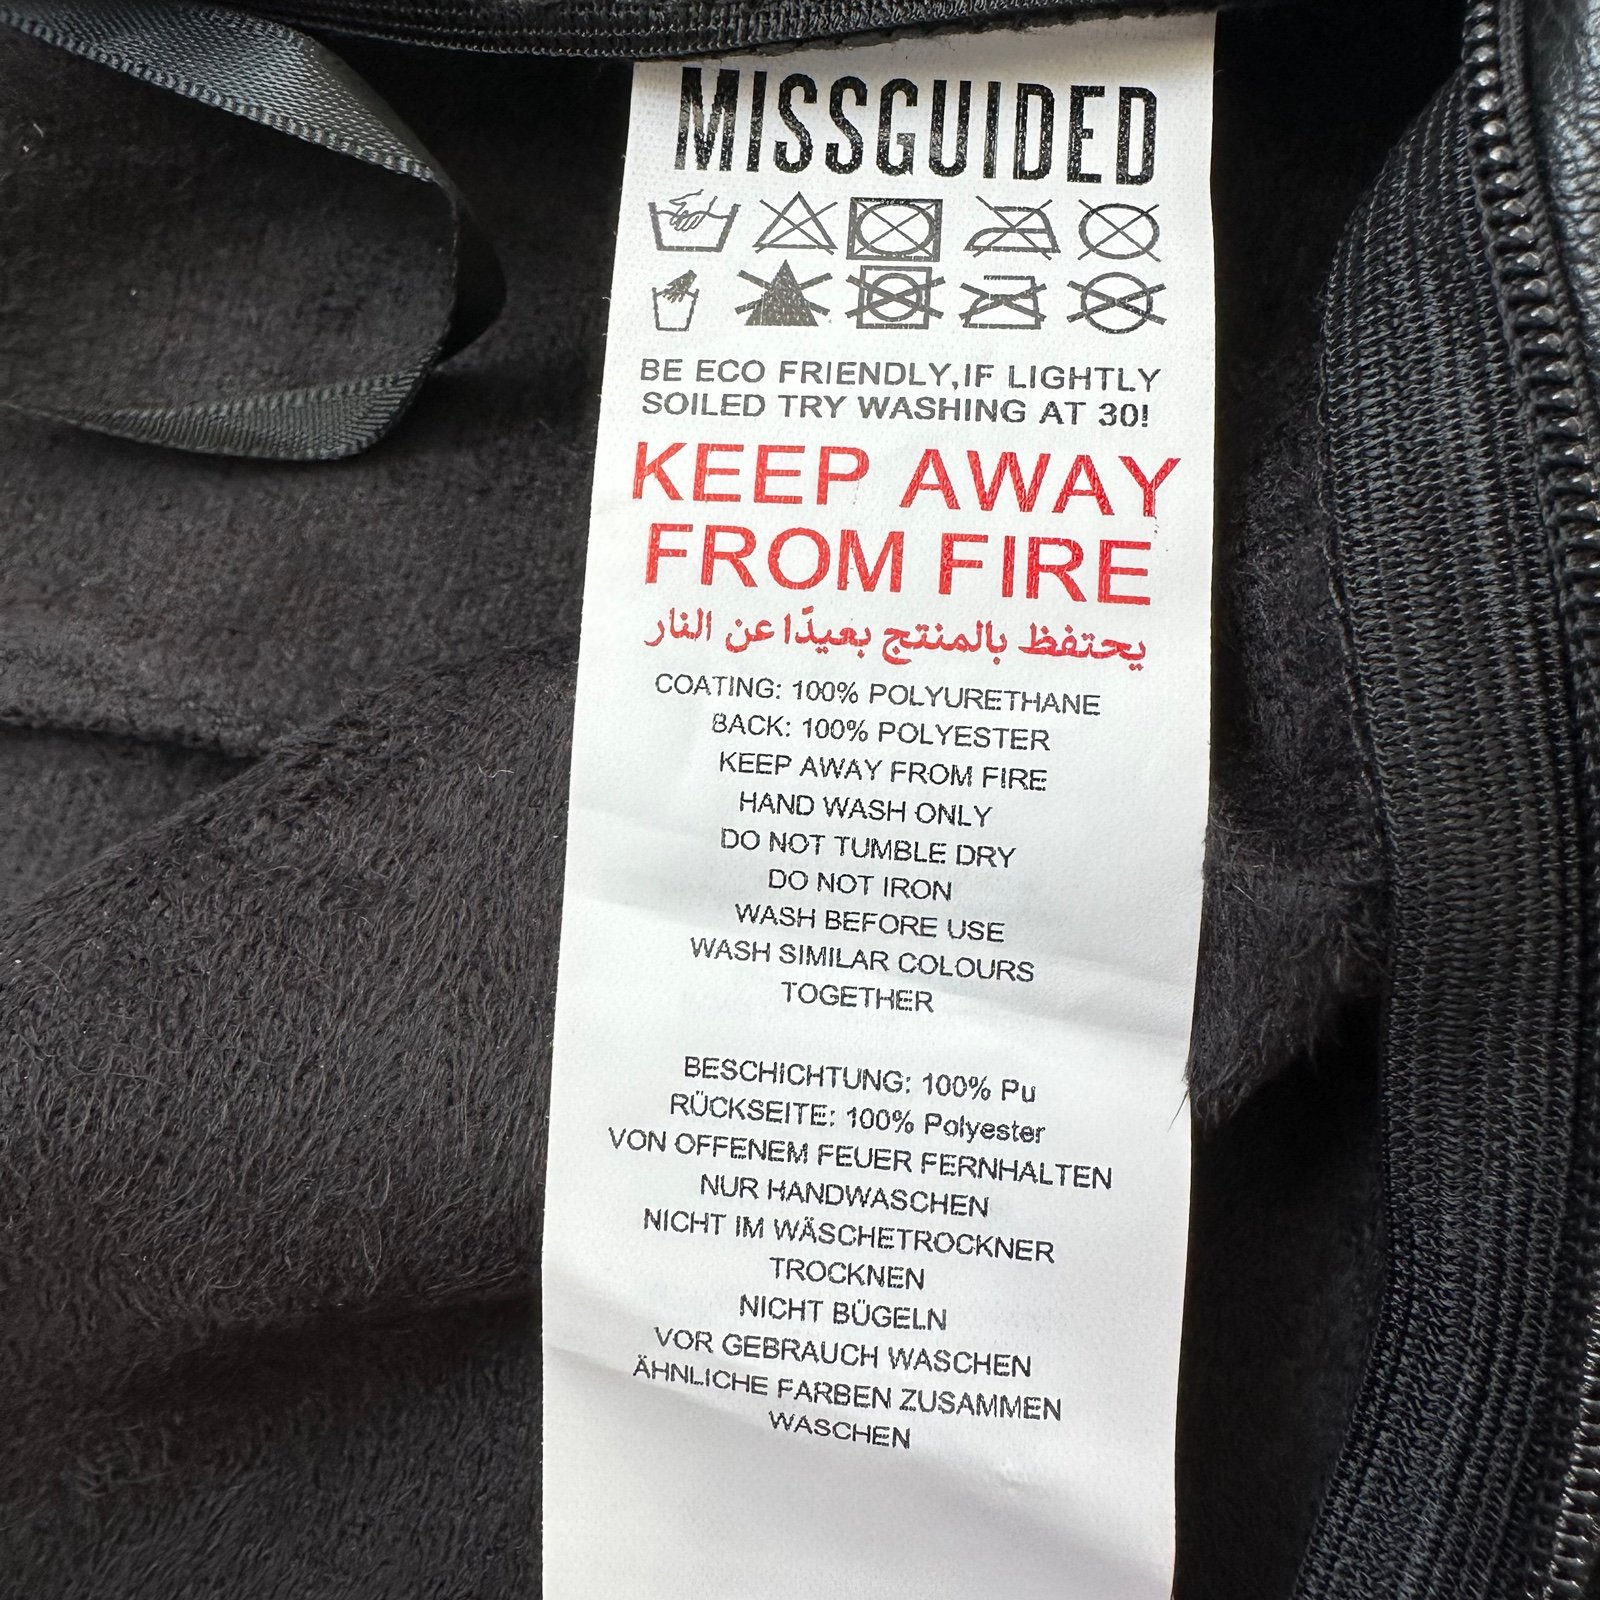 MISSGUIDED
BE ECO FRIENDLY,IF LIGHTLY
SOILED TRY WASHING AT 30!
KEEP AWAY
FROM FIRE
يحتفظ بالمنتج بعيدًا عن النار
COATING: 100% POLYURETHANE
BACK: 100% POLYESTER
KEEP AWAY FROM FIRE
HAND WASH ONLY
DO NOT TUMBLE DRY
DO NOT IRON
WASH BEFORE USE
WASH SIMILAR COLOURS
TOGETHER
BESCHICHTUNG: 100% Pu
RÜCKSEITE: 100% Polyester
VON OFFENEM FEUER FERNHALTEN
NUR HANDWASCHEN
NICHT IM WÄSCHETROCKNER
TROCKNEN
NICHT BÜGELN
VOR GEBRAUCH WASCHEN
ÄHNLICHE FARBEN ZUSAMMEN
WASCHEN